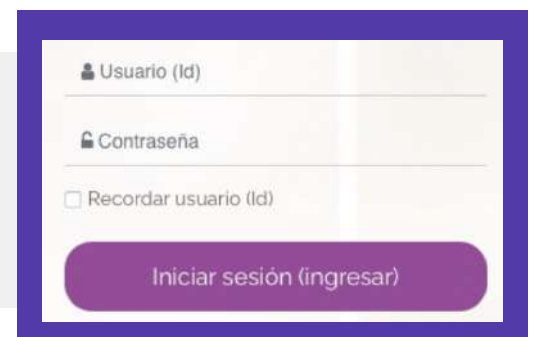 Usuario (Id)
Contraseña
Recordar usuario (Id)
Iniciar sesión (ingresar)